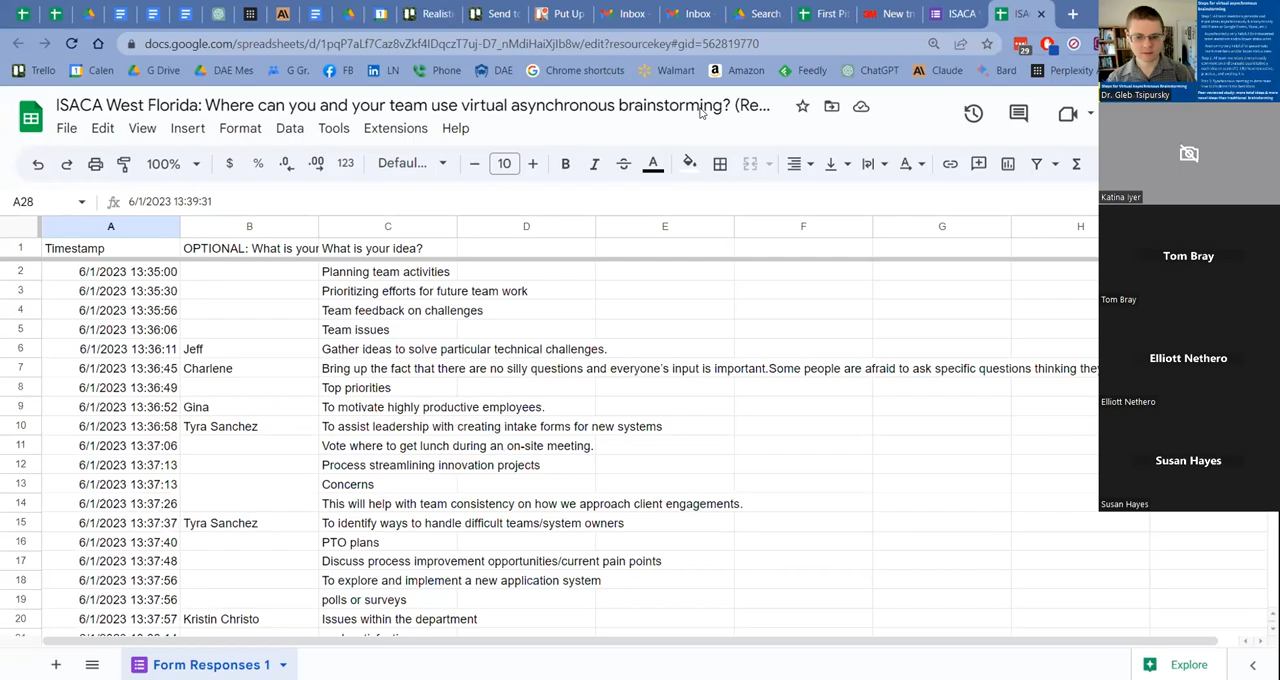 Realist
Send to
Put Up
Inbox
Inbox
Search
First Pi
New tr
ISACA
ISA
docs.google.com/spreadsheets/d/1pqP7aLf7Caz8vZkf4IDqczT7uj-D7_nWdiHaiXjIb8w/edit?resourcekey#gid=562819770
29
Trello
Calen
G Drive
DAE Mes
G Gr.
FB
LN
Phone
DAE
Chrome shortcuts
Walmart
Amazon
Feedly
ChatGPT
Claude
Bard
Perplexity
ISACA West Florida: Where can you and your team use virtual asynchronous brainstorming? (Re...
File Edit View Insert Format Data Tools Extensions Help
100% $ % .0 .00 123 Defaul... 10 B I A
A28 fx 6/1/2023 13:39:31
A B C D E F G H
1 Timestamp OPTIONAL: What is your What is your idea?
2 6/1/2023 13:35:00 Planning team activities
3 6/1/2023 13:35:30 Prioritizing efforts for future team work
4 6/1/2023 13:35:56 Team feedback on challenges
5 6/1/2023 13:36:06 Team issues
6 6/1/2023 13:36:11 Jeff Gather ideas to solve particular technical challenges.
7 6/1/2023 13:36:45 Charlene Bring up the fact that there are no silly questions and everyone's input is important.Some people are afraid to ask specific questions thinking the
8 6/1/2023 13:36:49 Top priorities
9 6/1/2023 13:36:52 Gina To motivate highly productive employees.
10 6/1/2023 13:36:58 Tyra Sanchez To assist leadership with creating intake forms for new systems
11 6/1/2023 13:37:06 Vote where to get lunch during an on-site meeting.
12 6/1/2023 13:37:13 Process streamlining innovation projects
13 6/1/2023 13:37:13 Concerns
14 6/1/2023 13:37:26 This will help with team consistency on how we approach client engagements.
15 6/1/2023 13:37:37 Tyra Sanchez To identify ways to handle difficult teams/system owners
16 6/1/2023 13:37:40 PTO plans
17 6/1/2023 13:37:48 Discuss process improvement opportunities/current pain points
18 6/1/2023 13:37:56 To explore and implement a new application system
19 6/1/2023 13:37:56 polls or surveys
20 6/1/2023 13:37:57 Kristin Christo Issues within the department
Form Responses 1
Explore
Dr. Gleb Tsipursky
Katina Iyer
Tom Bray
Tom Bray
Elliott Nethero
Elliott Nethero
Susan Hayes
Susan Hayes